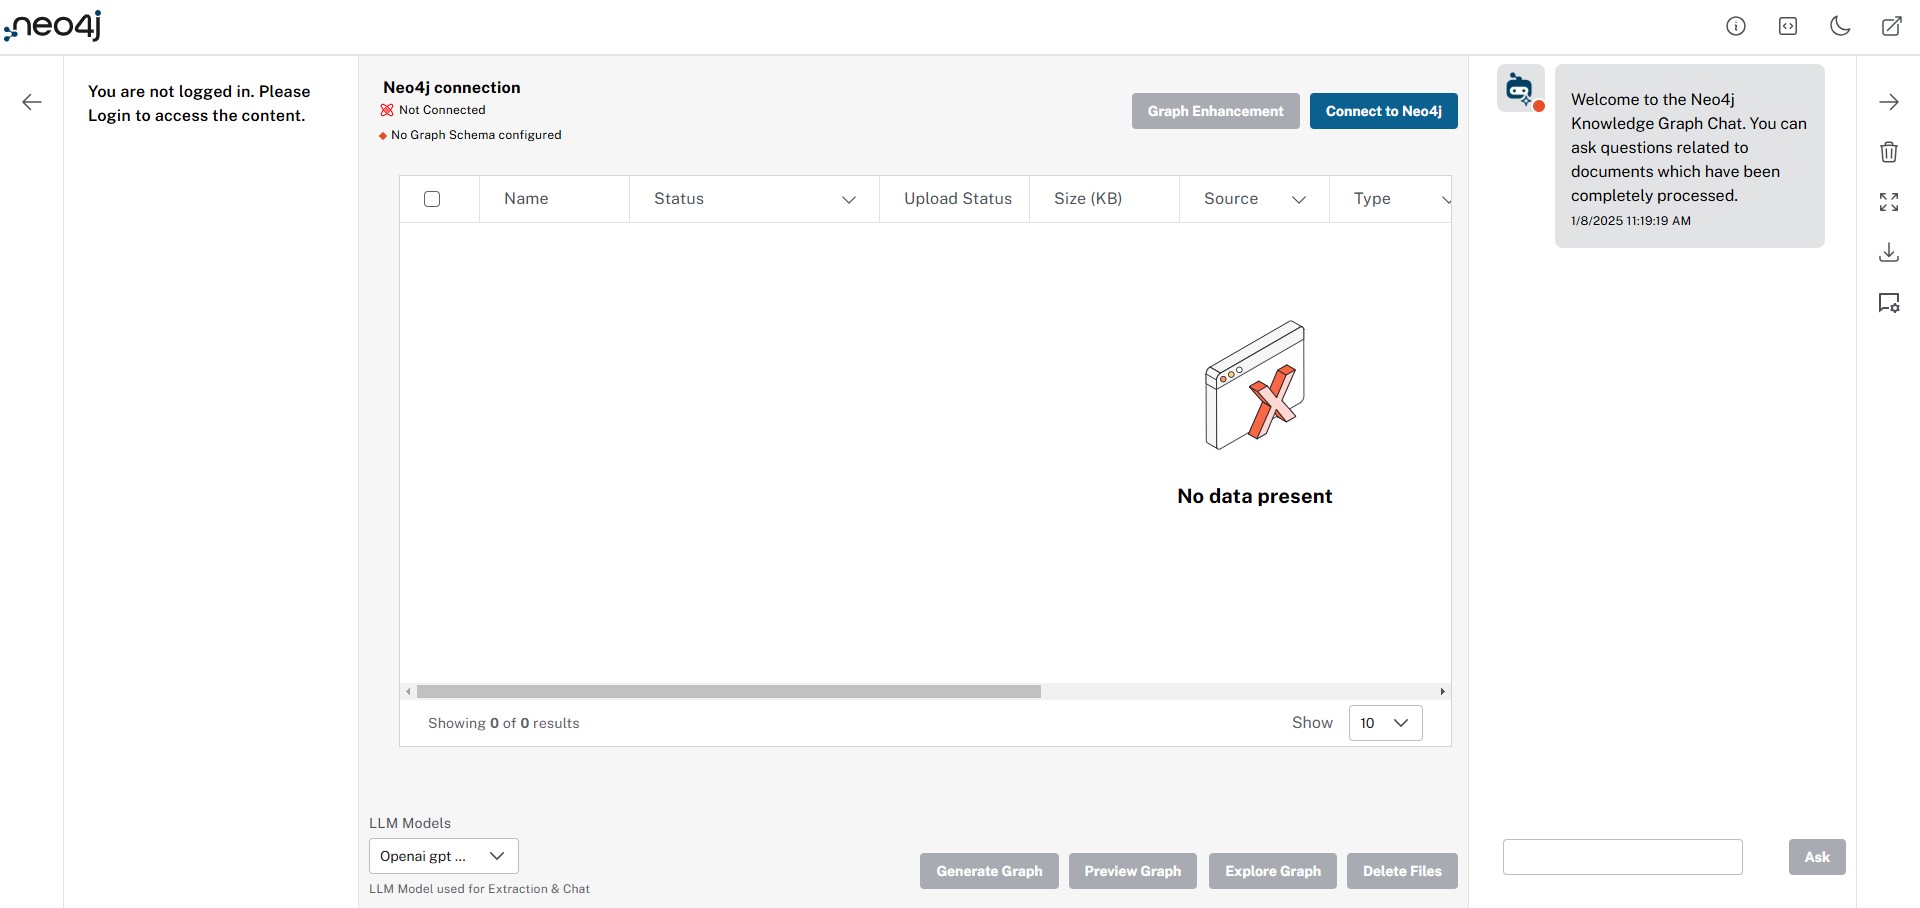 neo4j
You are not logged in. Please
Login to access the content.
Neo4j connection
Not Connected
No Graph Schema configured
Graph Enhancement
Connect to Neo4j
Name
Status
Upload Status
Size (KB)
Source
Type
No data present
Showing 0 of 0 results
Show
10
LLM Models
Openai gpt ...
LLM Model used for Extraction & Chat
Generate Graph
Preview Graph
Explore Graph
Delete Files
Welcome to the Neo4j
Knowledge Graph Chat. You can
ask questions related to
documents which have been
completely processed.
1/8/2025 11:19:19 AM
Ask